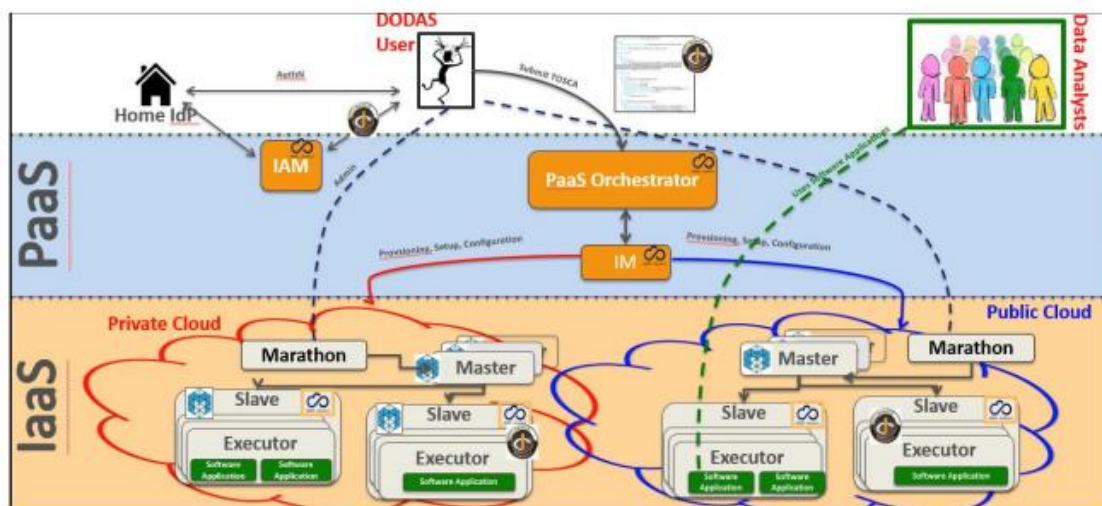 DODAS
User
Data Analysts
AuthN
Home IdP
Submit TOSCA
PaaS
IAM
Admin
PaaS Orchestrator
Uses Software Applications
Provsioning, Setup, Configuration
IM
Provsioning, Setup, Configuration
IaaS
Private Cloud
Public Cloud
Marathon
Master
Master
Marathon
Slave
Slave
Slave
Slave
Executor
Executor
Executor
Executor
Software
Application
Software
Application
Software Application
Software
Application
Software
Application
Software Application